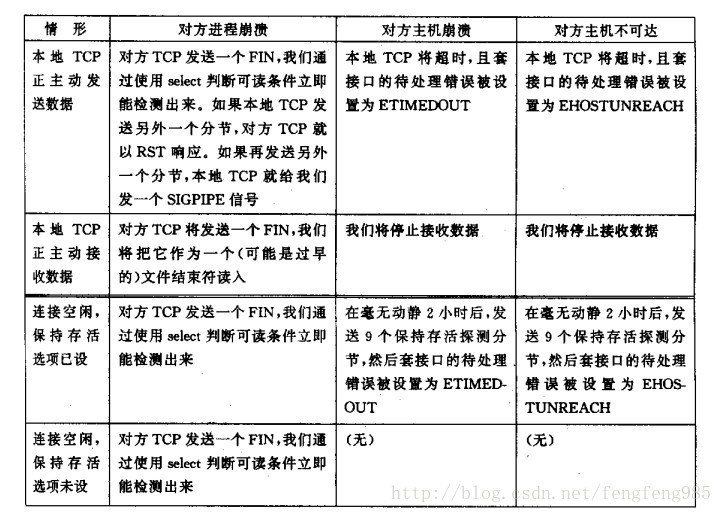 情 形
对方进程崩溃
对方主机崩溃
对方主机不可达
本地 TCP
正主动发
送数据
对方 TCP 发送一个 FIN,我们通
过使用 select 判断可读条件立即
能检测出来。如果本地 TCP 发
送另外一个分节,对方 TCP 就
以 RST 响应。如果再发送另外
一个分节,本地 TCP 就给我们
发一个 SIGPIPE 信号
本地 TCP 将超时,且套
接口的待处理错误被设
置为 ETIMEDOUT
本地 TCP 将超时,且套
接口的待处理错误被设
置为 EHOSTUNREACH
本地 TCP
正主动接
收数据
对方 TCP 将发送一个 FIN,我们
将把它作为一个(可能是过早
的)文件结束符读入
我们将停止接收数据
我们将停止接收数据
连接空闲,
保持存活
选项已设
对方 TCP 发送一个 FIN,我们通
过使用 select 判断可读条件立即
能检测出来
在毫无动静 2 小时后,发
送 9 个保持存活探测分
节,然后套接口的待处理
错误被设置为 ETIMED-
OUT
在毫无动静 2 小时后,发
送 9 个保持存活探测分
节,然后套接口的待处理
错误被设置为 EHOS-
TUNREACH
连接空闲,
保持存活
选项未设
对方 TCP 发送一个 FIN,我们通
过使用 select 判断可读条件立即
能检测出来
(无)
(无)
http://blog.csdn.net/fengfeng985